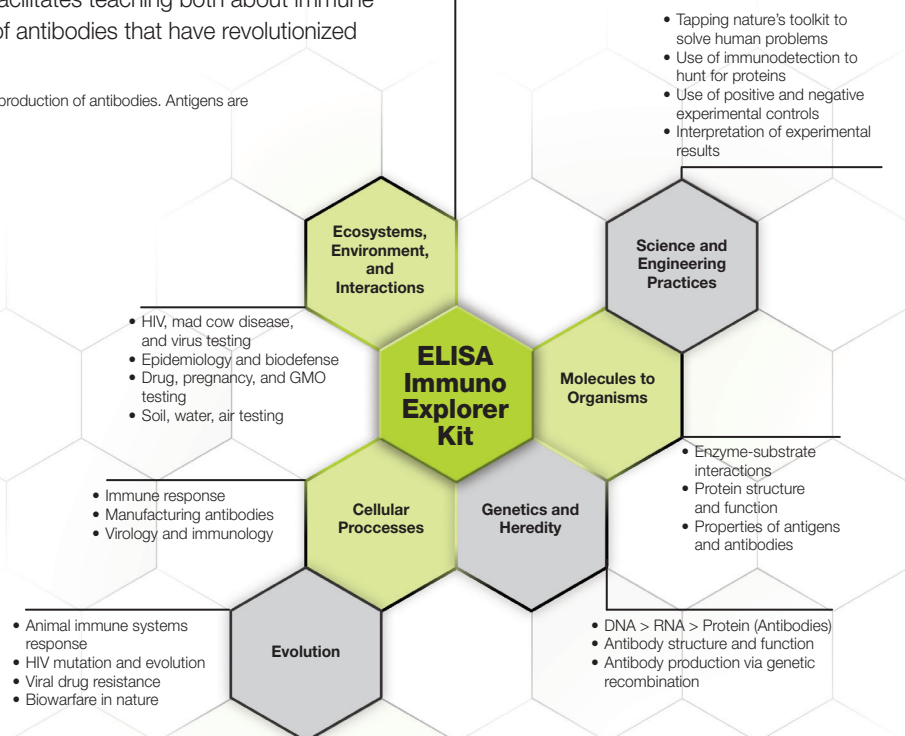 facilitates teaching both about immune
of antibodies that have revolutionized
production of antibodies. Antigens are
• Tapping nature's toolkit to
solve human problems
• Use of immunodetection to
hunt for proteins
• Use of positive and negative
experimental controls
• Interpretation of experimental
results
Ecosystems,
Environment,
and
Interactions
Science and
Engineering
Practices
• HIV, mad cow disease,
and virus testing
• Epidemiology and biodefense
• Drug, pregnancy, and GMO
testing
• Soil, water, air testing
ELISA
Immuno
Explorer
Kit
Molecules to
Organisms
• Enzyme-substrate
interactions
• Protein structure
and function
• Properties of antigens
and antibodies
• Immune response
• Manufacturing antibodies
• Virology and immunology
Cellular
Proccesses
Genetics and
Heredity
• Animal immune systems
response
• HIV mutation and evolution
• Viral drug resistance
• Biowarfare in nature
Evolution
• DNA > RNA > Protein (Antibodies)
• Antibody structure and function
• Antibody production via genetic
recombination